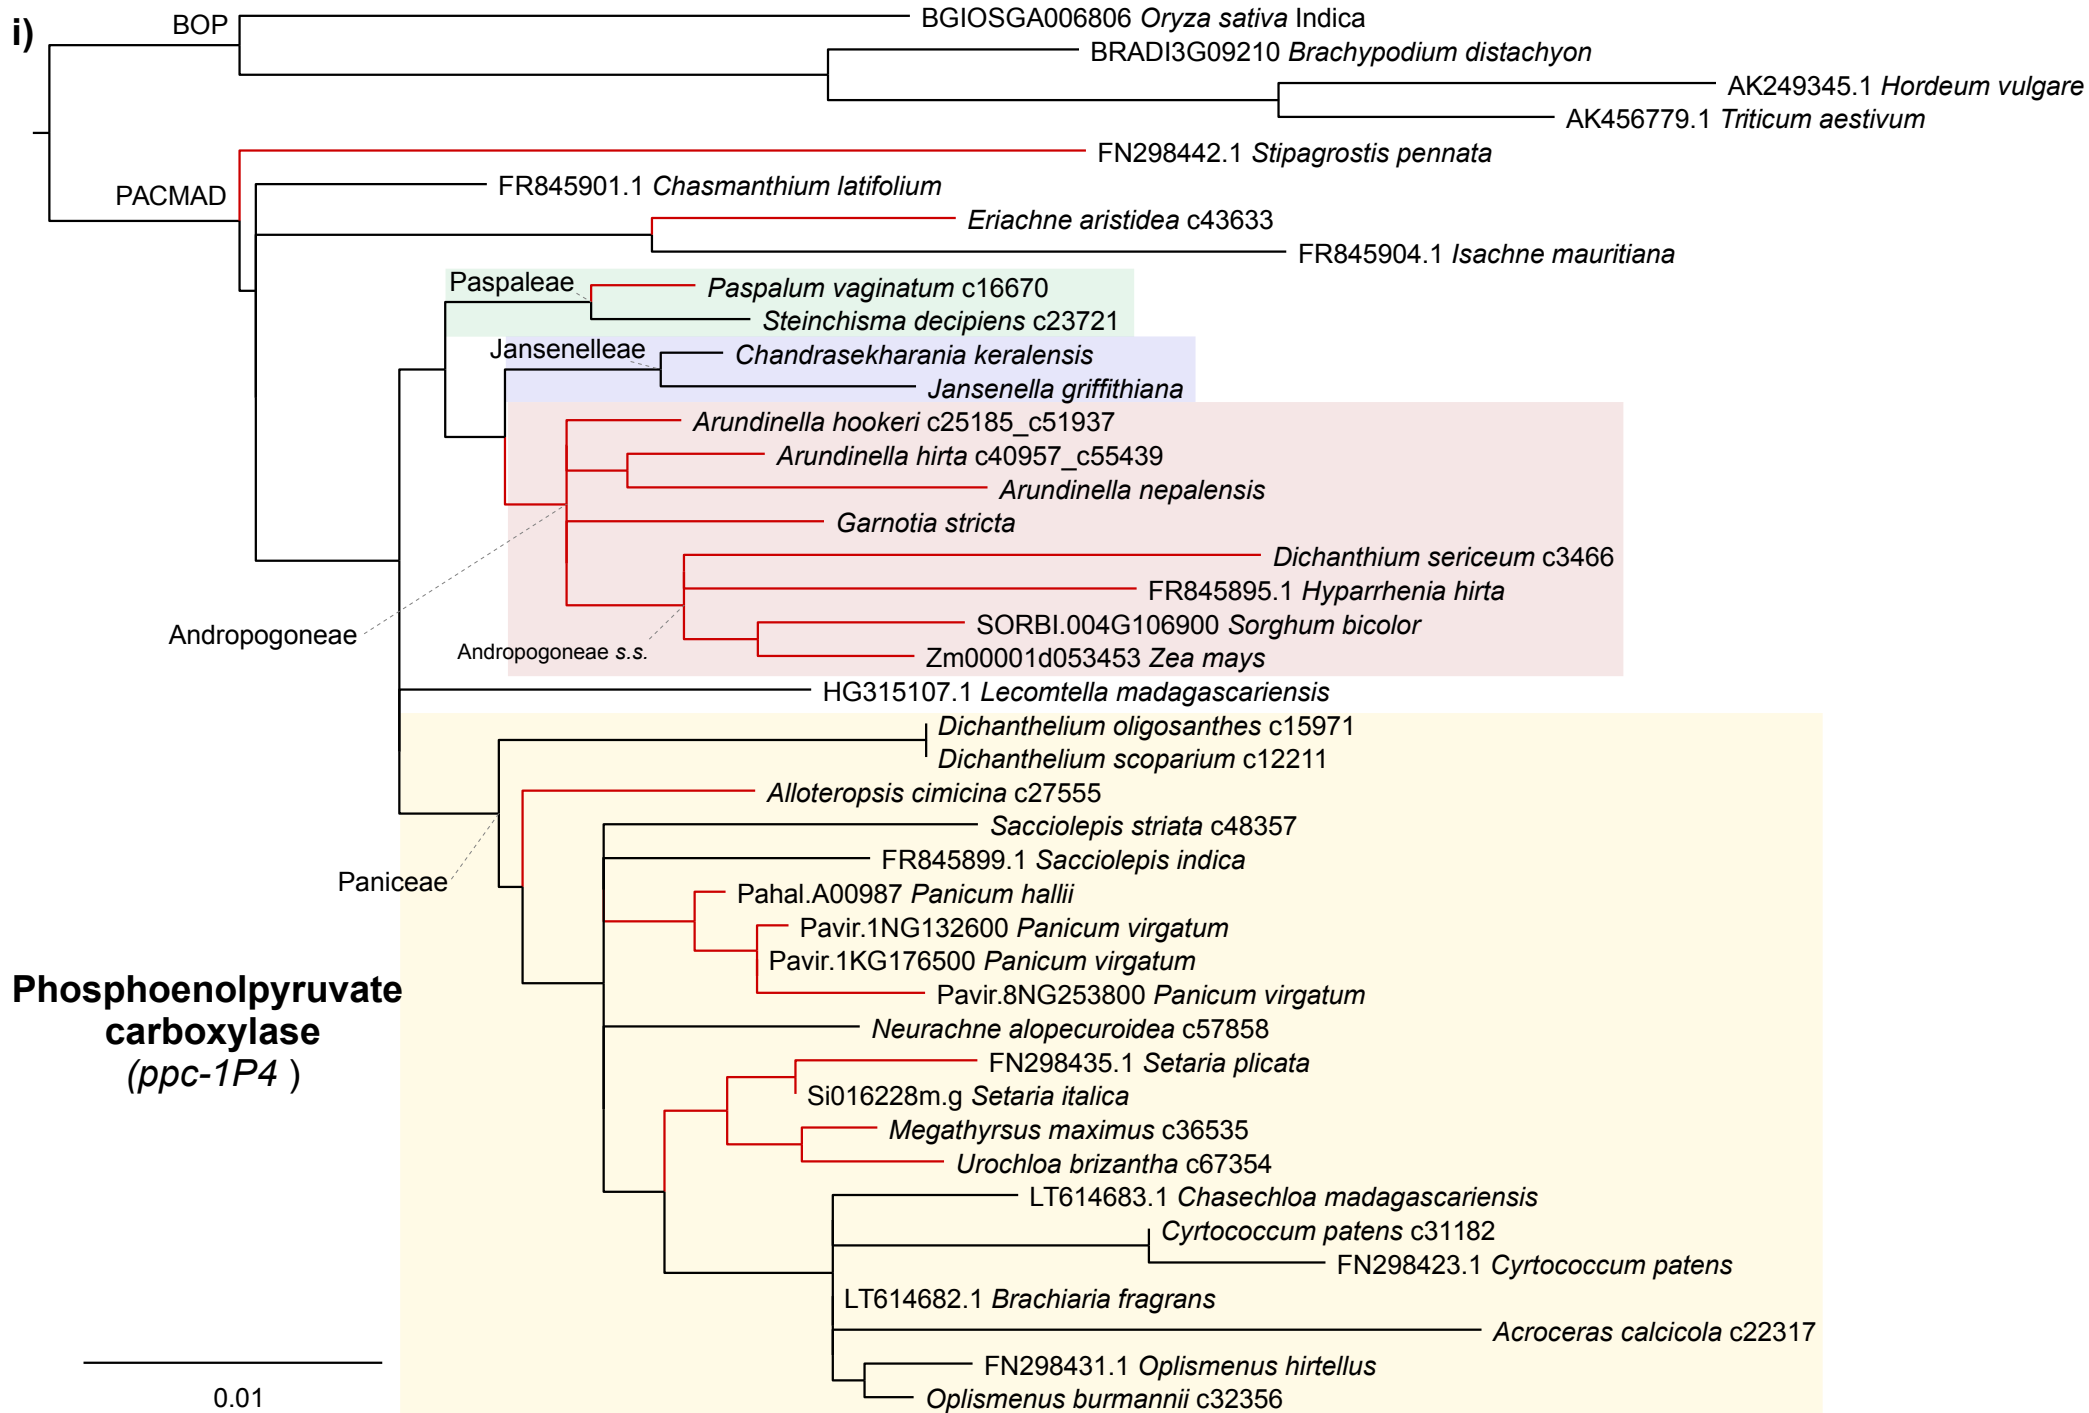 i)
BOP
BGIOSGA006806 Oryza sativa Indica
BRADI3G09210 Brachypodium distachyon
AK249345.1 Hordeum vulgare
AK456779.1 Triticum aestivum
FN298442.1 Stipagrostis pennata
PACMAD
FR845901.1 Chasmanthium latifolium
Eriachne aristidea c43633
FR845904.1 Isachne mauritiana
Paspaleae
Paspalum vaginatum c16670
Steinchisma decipiens c23721
Jansenelleae
Chandrasekharania keralensis
Jansenella griffithiana
Arundinella hookeri c25185_c51937
Arundinella hirta c40957_c55439
Arundinella nepalensis
Garnotia stricta
Dichanthium sericeum c3466
FR845895.1 Hyparrhenia hirta
SORBI.004G106900 Sorghum bicolor
Andropogoneae
Andropogoneae s.s.
Zm00001d053453 Zea mays
HG315107.1 Lecomtella madagascariensis
Dichanthelium oligosanthes c15971
Dichanthelium scoparium c12211
Alloteropsis cimicina c27555
Sacciolepis striata c48357
FR845899.1 Sacciolepis indica
Paniceae
Pahal.A00987 Panicum hallii
Pavir.1NG132600 Panicum virgatum
Pavir.1KG176500 Panicum virgatum
Pavir.8NG253800 Panicum virgatum
Phosphoenolpyruvate
carboxylase
(ppc-1P4 )
Neurachne alopecuroidea c57858
FN298435.1 Setaria plicata
Si016228m.g Setaria italica
Megathyrsus maximus c36535
Urochloa brizantha c67354
LT614683.1 Chasechloa madagascariensis
Cyrtococcum patens c31182
FN298423.1 Cyrtococcum patens
LT614682.1 Brachiaria fragrans
Acroceras calcicola c22317
FN298431.1 Oplismenus hirtellus
Oplismenus burmannii c32356
0.01